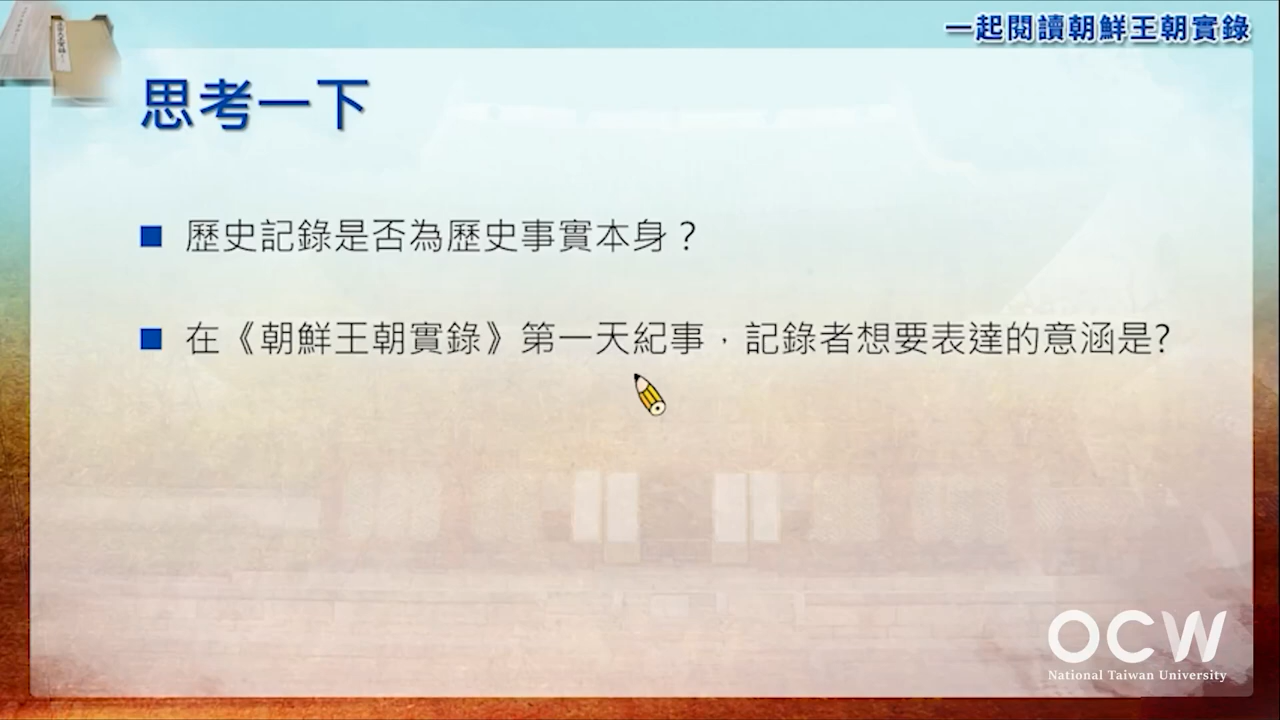 一起閱讀朝鮮王朝實錄
思考一下
歷史記錄是否為歷史事實本身？
在《朝鮮王朝實錄》第一天紀事，記錄者想要表達的意涵是?
OCW
National Taiwan University